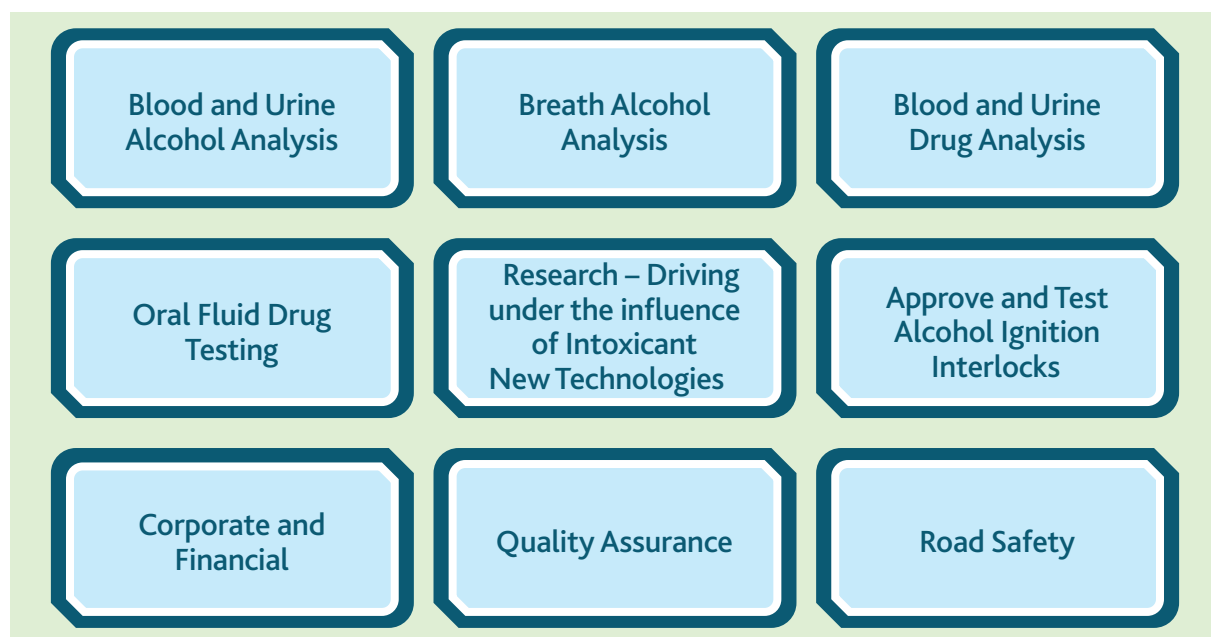 Blood and Urine
Alcohol Analysis
Breath Alcohol
Analysis
Blood and Urine
Drug Analysis
Oral Fluid Drug
Testing
Research – Driving
under the influence
of Intoxicant
New Technologies
Approve and Test
Alcohol Ignition
Interlocks
Corporate and
Financial
Quality Assurance
Road Safety